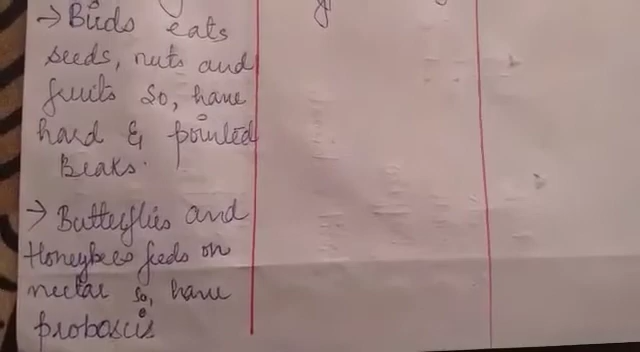 → Birds eats
seeds, nuts and
fruits so, have
hard & pointed
Beaks.
→ Butterflies and
Honeybees feeds on
nectar so, have
proboscis